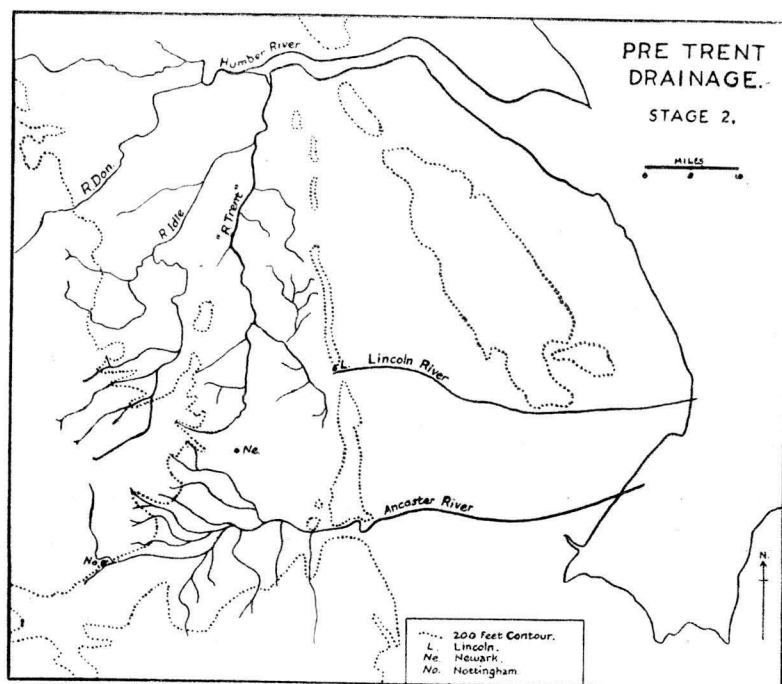 PRE TRENT
DRAINAGE.
STAGE 2.
MILES
Humber River
R. Don.
R Idle
"R Trent"
L.
Lincoln River
Ne.
Ancaster River
No.
N.
200 Feet Contour.
L. Lincoln.
Ne Newark.
No. Nottingham